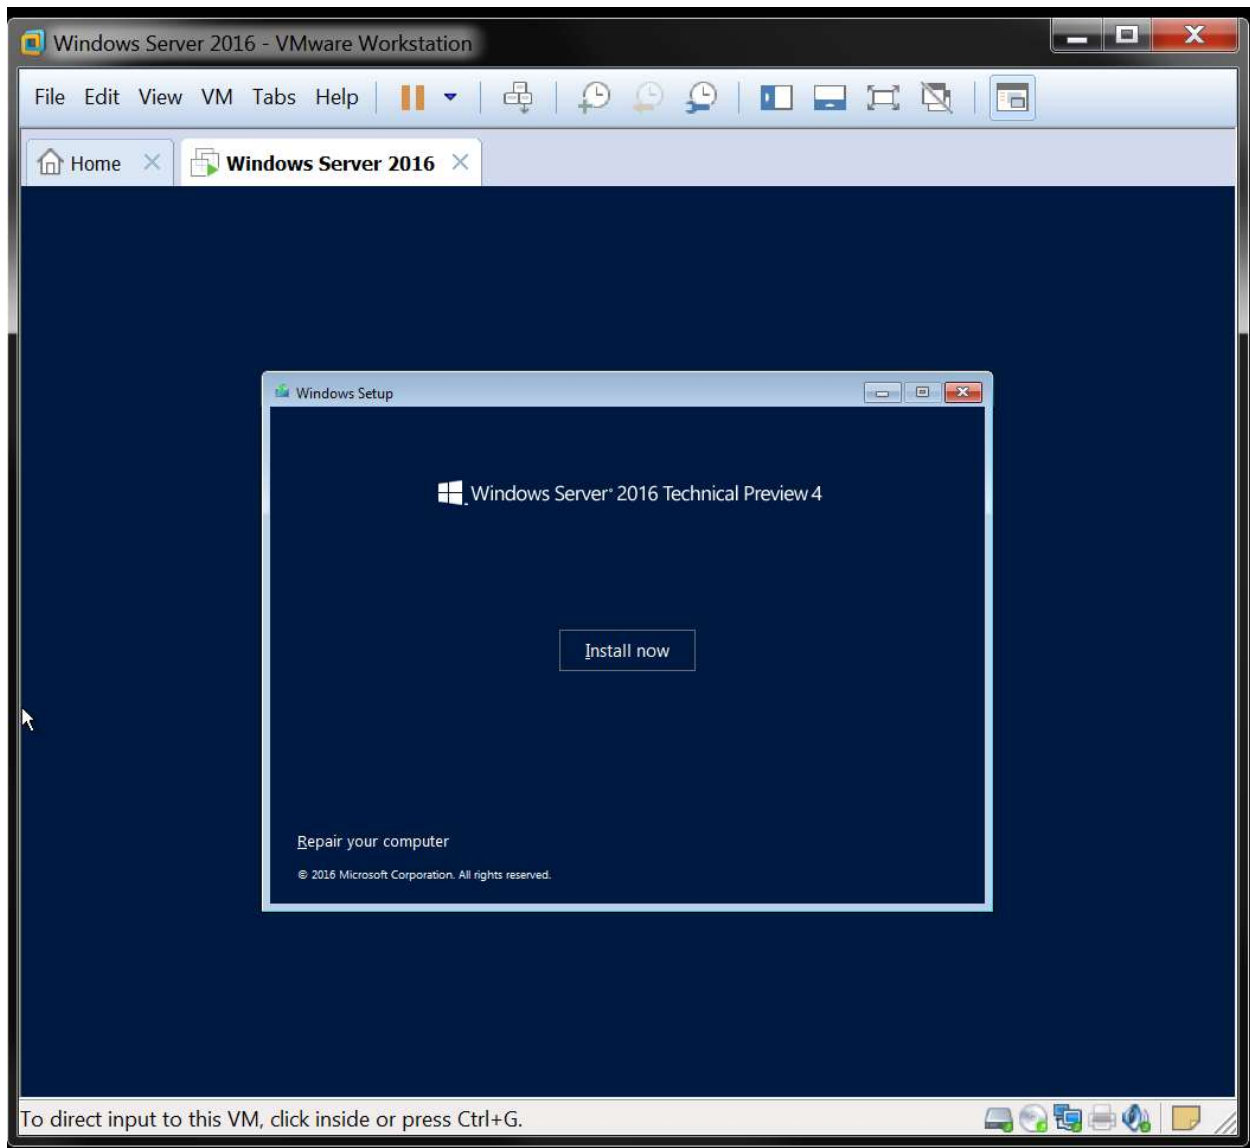 Windows Server 2016 - VMware Workstation
File Edit View VM Tabs Help
Home
Windows Server 2016
Windows Setup
Windows Server® 2016 Technical Preview 4
Install now
Repair your computer
© 2016 Microsoft Corporation. All rights reserved.
To direct input to this VM, click inside or press Ctrl+G.